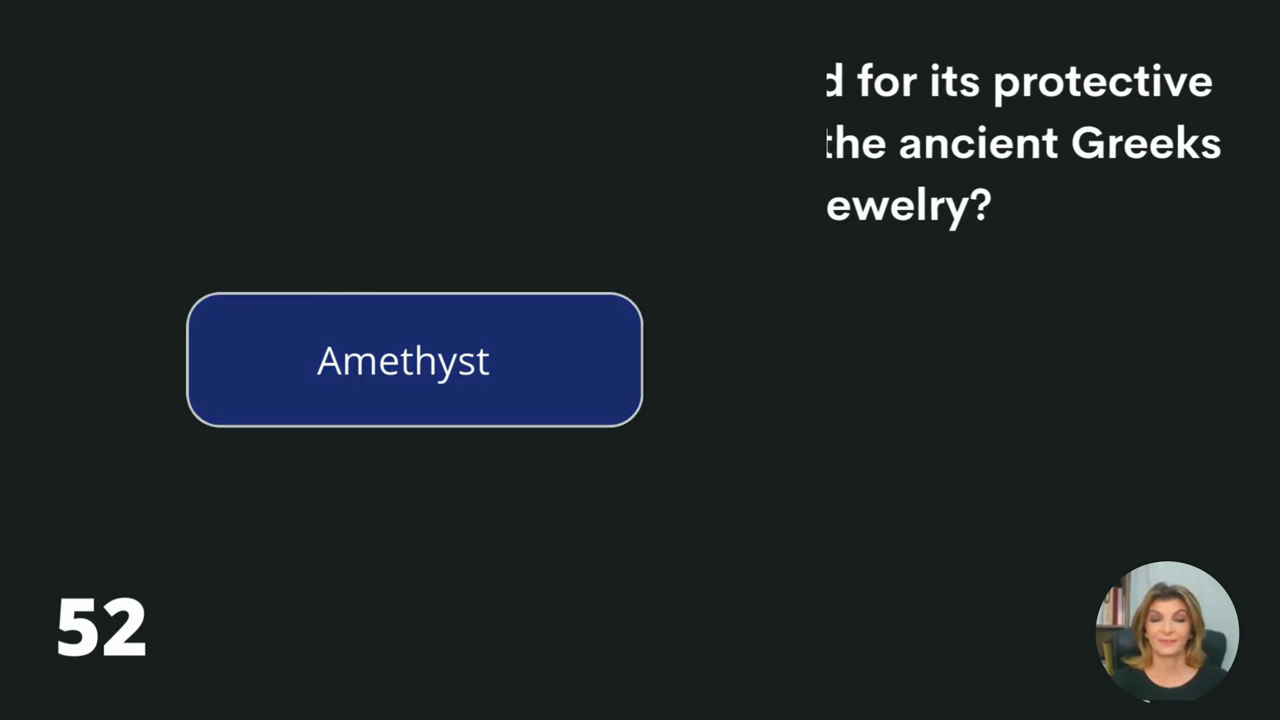 for its protective
the ancient Greeks
ewelry?
Amethyst
52